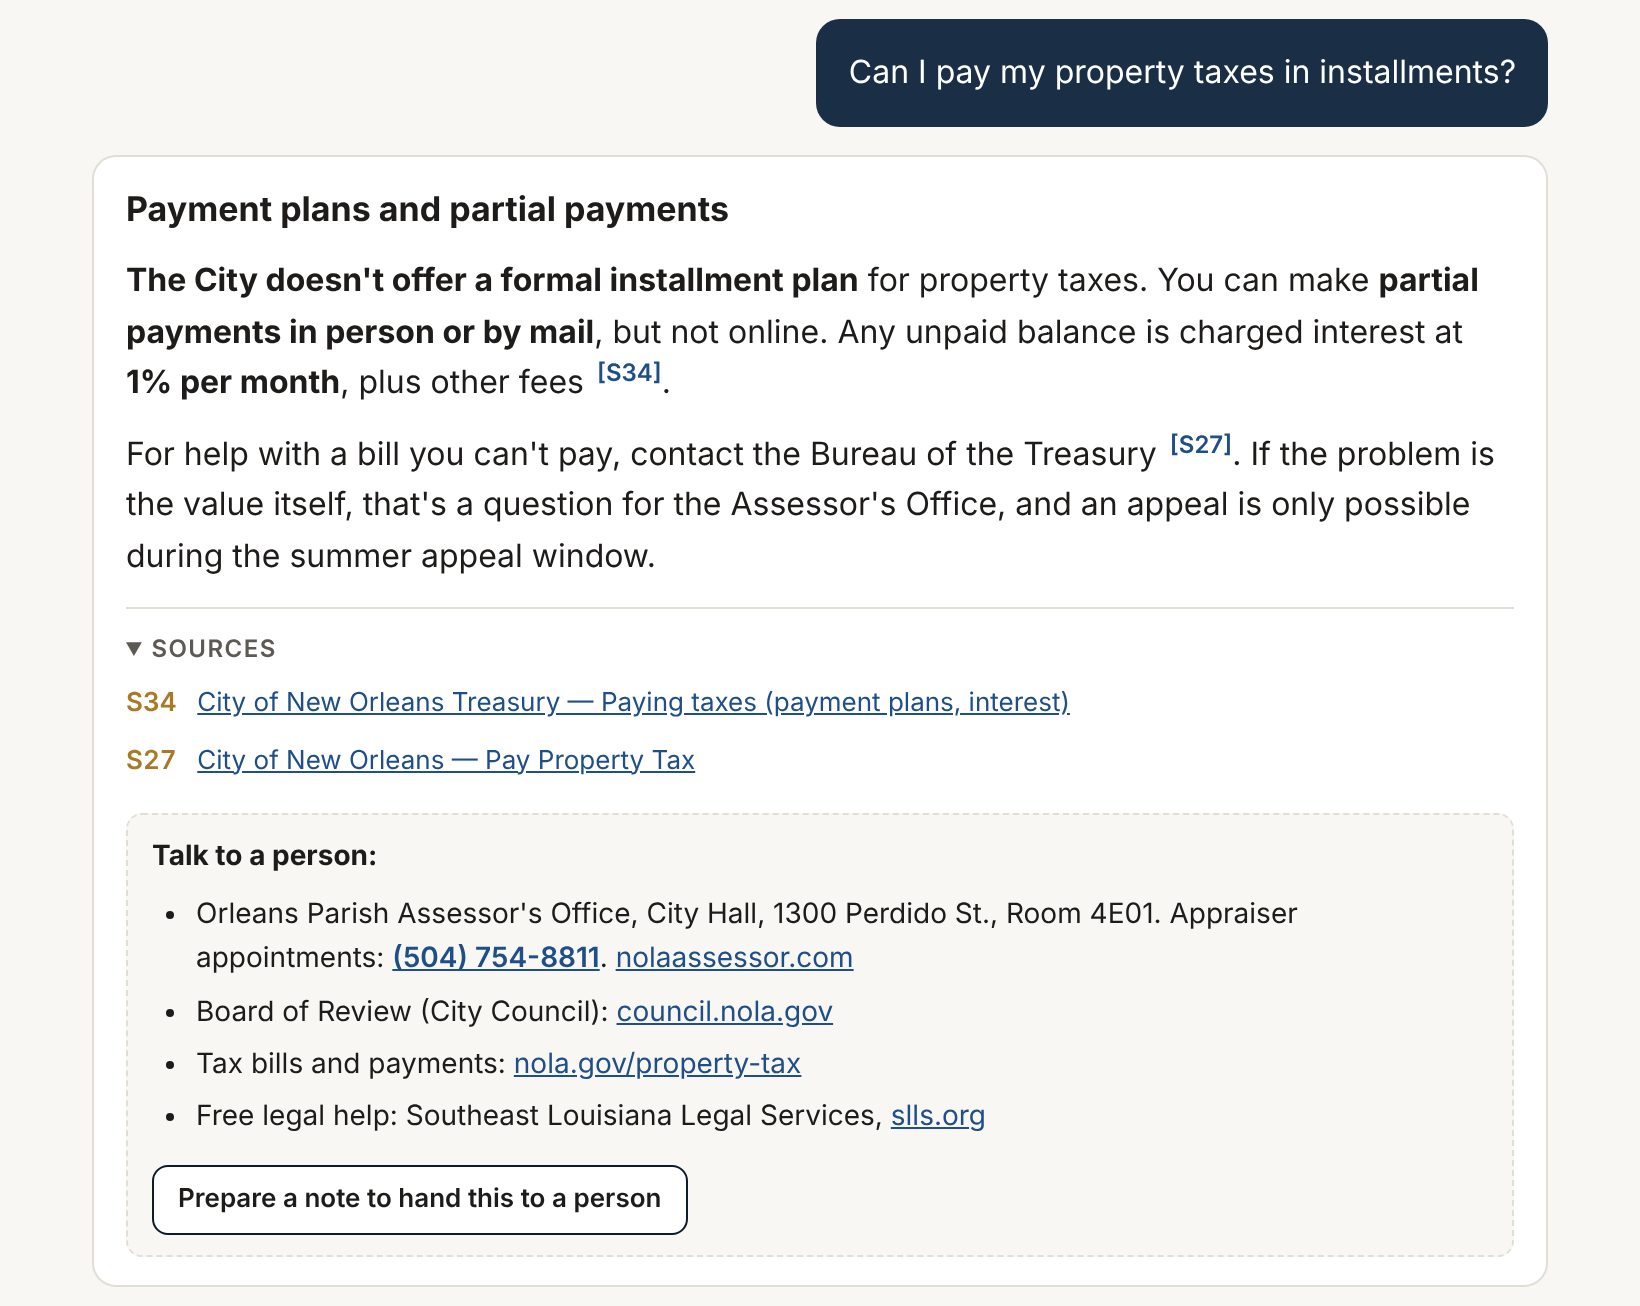 Can I pay my property taxes in installments?
Payment plans and partial payments
The City doesn't offer a formal installment plan for property taxes. You can make partial
payments in person or by mail, but not online. Any unpaid balance is charged interest at
1% per month, plus other fees [S34].
For help with a bill you can't pay, contact the Bureau of the Treasury [S27]. If the problem is
the value itself, that's a question for the Assessor's Office, and an appeal is only possible
during the summer appeal window.
▼ SOURCES
S34 City of New Orleans Treasury — Paying taxes (payment plans, interest)
S27 City of New Orleans — Pay Property Tax
Talk to a person:
• Orleans Parish Assessor's Office, City Hall, 1300 Perdido St., Room 4E01. Appraiser
appointments: (504) 754-8811. nolaassessor.com
• Board of Review (City Council): council.nola.gov
• Tax bills and payments: nola.gov/property-tax
• Free legal help: Southeast Louisiana Legal Services, slls.org
Prepare a note to hand this to a person